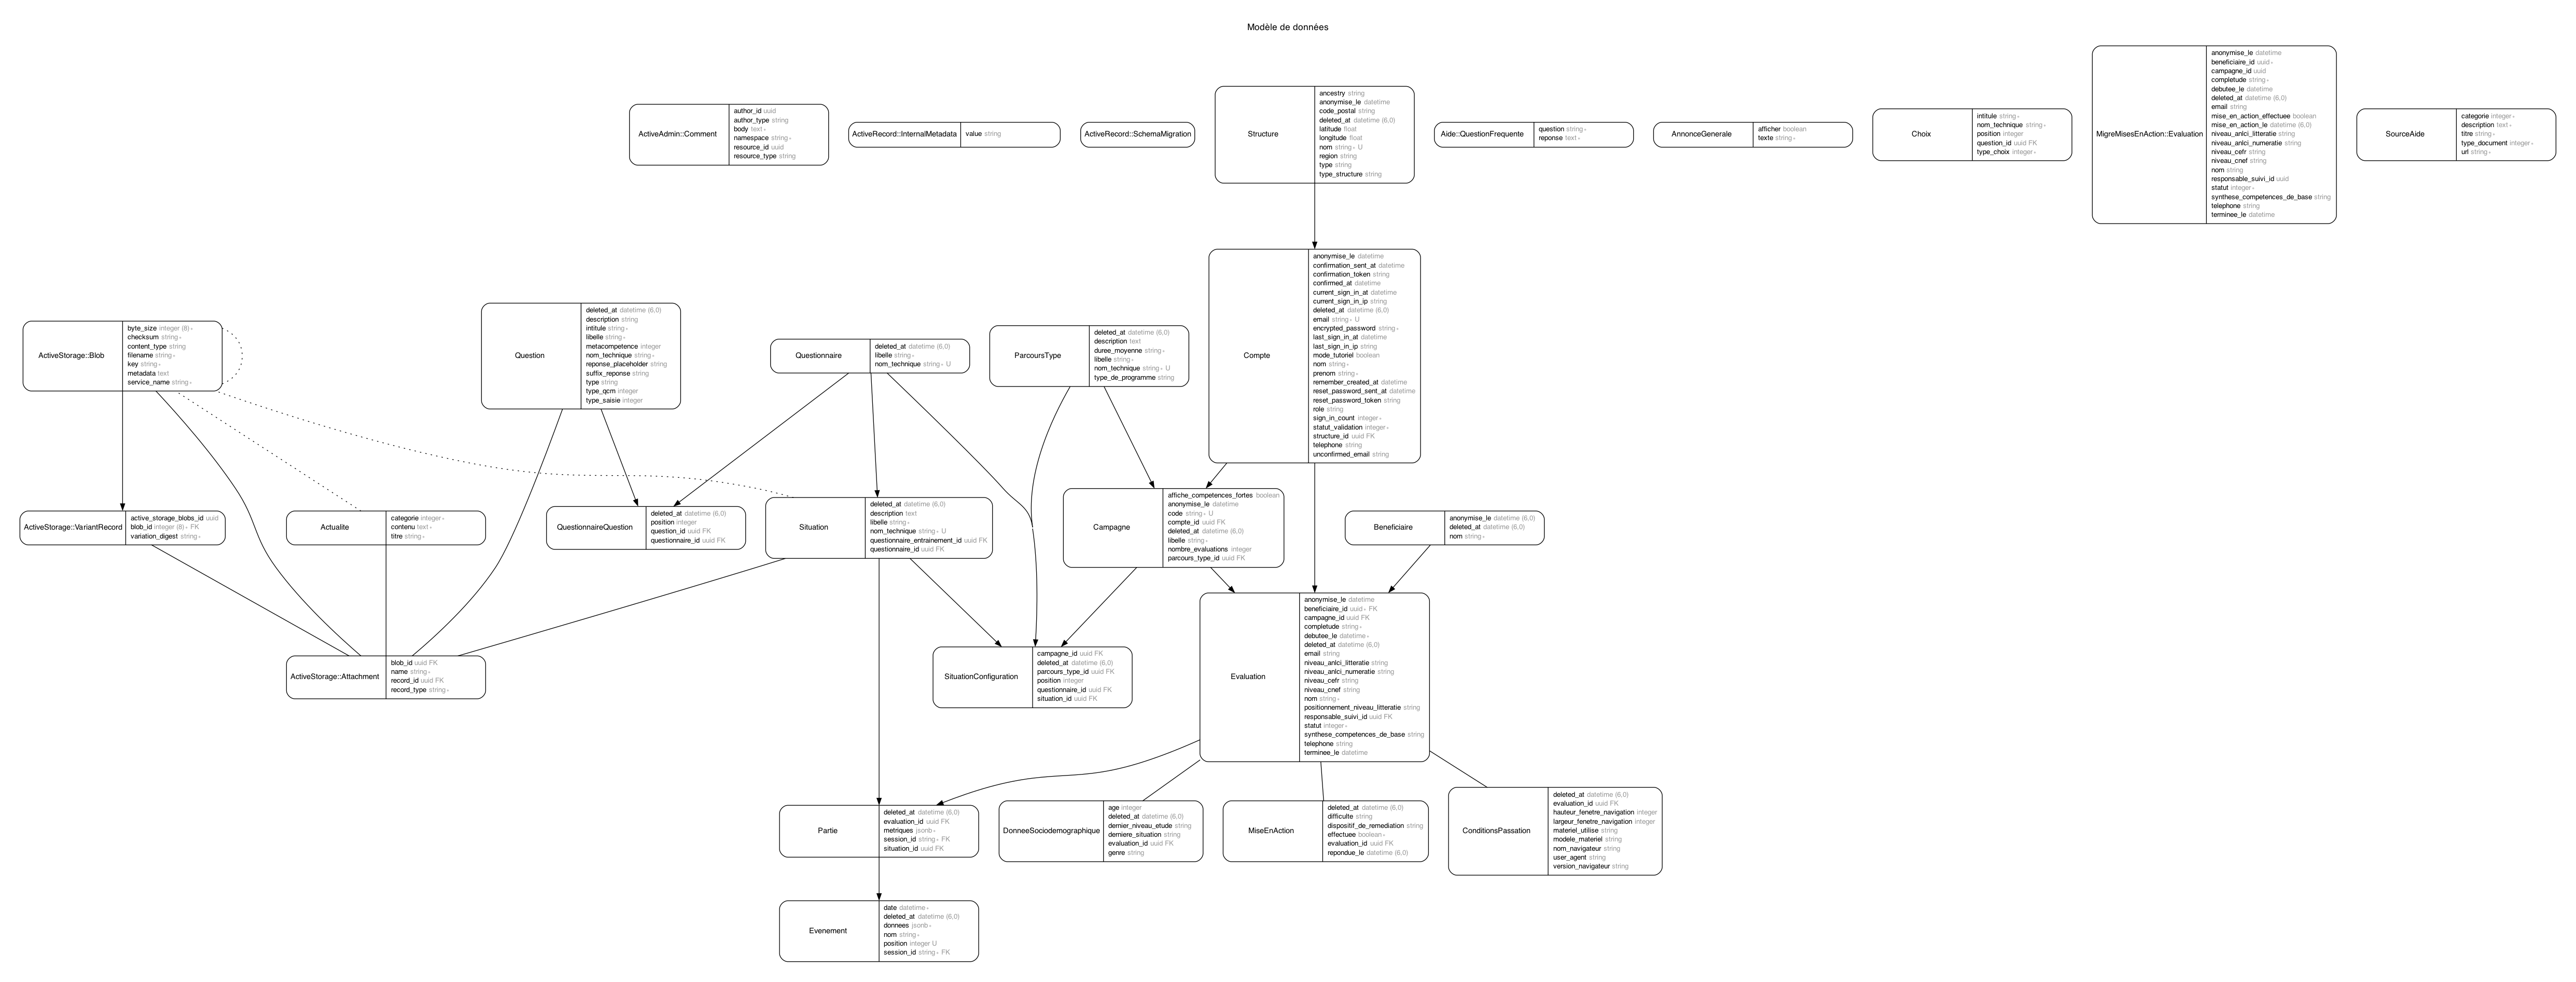 Modèle de données
ActiveAdmin::Comment
author_id uuid
author_type string
body text *
namespace string *
resource_id uuid
resource_type string
ActiveRecord::InternalMetadata
value string
ActiveRecord::SchemaMigration
Structure
ancestry string
anonymise_le datetime
code_postal string
deleted_at datetime (6,0)
latitude float
longitude float
nom string * U
region string
type string
type_structure string
Aide::QuestionFrequente
question string *
reponse text *
AnnonceGenerale
afficher boolean
texte string *
Choix
intitule string *
nom_technique string *
position integer
question_id uuid FK
type_choix integer *
MigreMisesEnAction::Evaluation
anonymise_le datetime
beneficiaire_id uuid *
campagne_id uuid
completude string *
debutee_le datetime
deleted_at datetime (6,0)
email string
mise_en_action_effectuee boolean
mise_en_action_le datetime (6,0)
niveau_anlci_litteratie string
niveau_anlci_numeratie string
niveau_cefr string
niveau_cnef string
nom string
responsable_suivi_id uuid
statut integer *
synthese_competences_de_base string
telephone string
terminee_le datetime
SourceAide
categorie integer *
description text *
titre string *
type_document integer *
url string *
ActiveStorage::Blob
byte_size integer (8) *
checksum string *
content_type string
filename string *
key string *
metadata text
service_name string *
Question
deleted_at datetime (6,0)
description string
intitule string *
libelle string *
metacompetence integer
nom_technique string *
reponse_placeholder string
suffix_reponse string
type string
type_qcm integer
type_saisie integer
Questionnaire
deleted_at datetime (6,0)
libelle string *
nom_technique string * U
ParcoursType
deleted_at datetime (6,0)
description text
duree_moyenne string *
libelle string *
nom_technique string * U
type_de_programme string
Compte
anonymise_le datetime
confirmation_sent_at datetime
confirmation_token string
confirmed_at datetime
current_sign_in_at datetime
current_sign_in_ip string
deleted_at datetime (6,0)
email string * U
encrypted_password string *
last_sign_in_at datetime
last_sign_in_ip string
mode_tutoriel boolean
nom string *
prenom string *
remember_created_at datetime
reset_password_sent_at datetime
reset_password_token string
role string
sign_in_count integer *
statut_validation integer *
structure_id uuid FK
telephone string
unconfirmed_email string
ActiveStorage::VariantRecord
active_storage_blobs_id uuid
blob_id integer (8) * FK
variation_digest string *
Actualite
categorie integer *
contenu text *
titre string *
QuestionnaireQuestion
deleted_at datetime (6,0)
position integer
question_id uuid FK
questionnaire_id uuid FK
Situation
deleted_at datetime (6,0)
description text
libelle string *
nom_technique string * U
questionnaire_entrainement_id uuid FK
questionnaire_id uuid FK
Campagne
affiche_competences_fortes boolean
anonymise_le datetime
code string * U
compte_id uuid FK
deleted_at datetime (6,0)
libelle string *
nombre_evaluations integer
parcours_type_id uuid FK
Beneficiaire
anonymise_le datetime (6,0)
deleted_at datetime (6,0)
nom string *
ActiveStorage::Attachment
blob_id uuid FK
name string *
record_id uuid FK
record_type string *
SituationConfiguration
campagne_id uuid FK
deleted_at datetime (6,0)
parcours_type_id uuid FK
position integer
questionnaire_id uuid FK
situation_id uuid FK
Evaluation
anonymise_le datetime
beneficiaire_id uuid * FK
campagne_id uuid FK
completude string *
debutee_le datetime *
deleted_at datetime (6,0)
email string
niveau_anlci_litteratie string
niveau_anlci_numeratie string
niveau_cefr string
niveau_cnef string
nom string *
positionnement_niveau_litteratie string
responsable_suivi_id uuid FK
statut integer *
synthese_competences_de_base string
telephone string
terminee_le datetime
Partie
deleted_at datetime (6,0)
evaluation_id uuid FK
metriques jsonb *
session_id string * FK
situation_id uuid FK
DonneeSociodemographique
age integer
deleted_at datetime (6,0)
dernier_niveau_etude string
derniere_situation string
evaluation_id uuid FK
genre string
MiseEnAction
deleted_at datetime (6,0)
difficulte string
dispositif_de_remediation string
effectuee boolean *
evaluation_id uuid FK
repondue_le datetime (6,0)
ConditionsPassation
deleted_at datetime (6,0)
evaluation_id uuid FK
hauteur_fenetre_navigation integer
largeur_fenetre_navigation integer
materiel_utilise string
modele_materiel string
nom_navigateur string
user_agent string
version_navigateur string
Evenement
date datetime *
deleted_at datetime (6,0)
donnees jsonb *
nom string *
position integer U
session_id string * FK